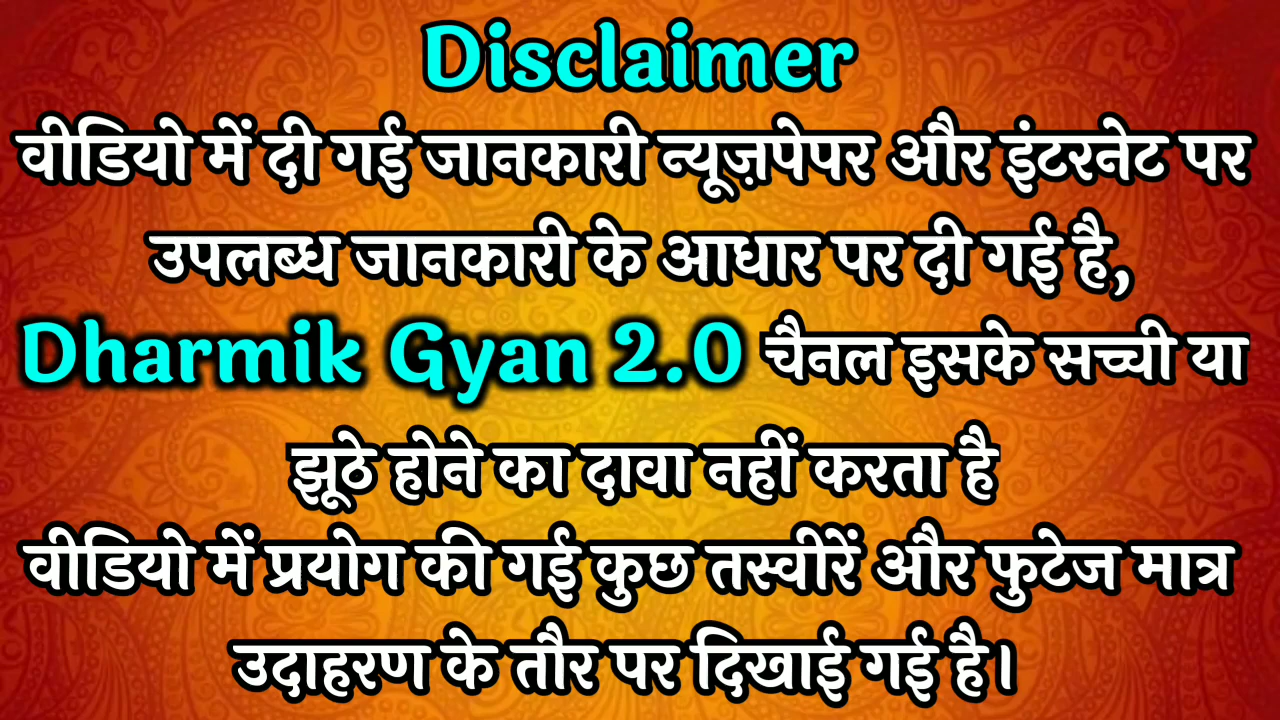 Disclaimer
वीडियो में दी गई जानकारी न्यूज़पेपर और इंटरनेट पर
उपलब्ध जानकारी के आधार पर दी गई है,
Dharmik Gyan 2.0 चैनल इसके सच्ची या
झूठे होने का दावा नहीं करता है
वीडियो में प्रयोग की गई कुछ तस्वीरें और फुटेज मात्र
उदाहरण के तौर पर दिखाई गई है।